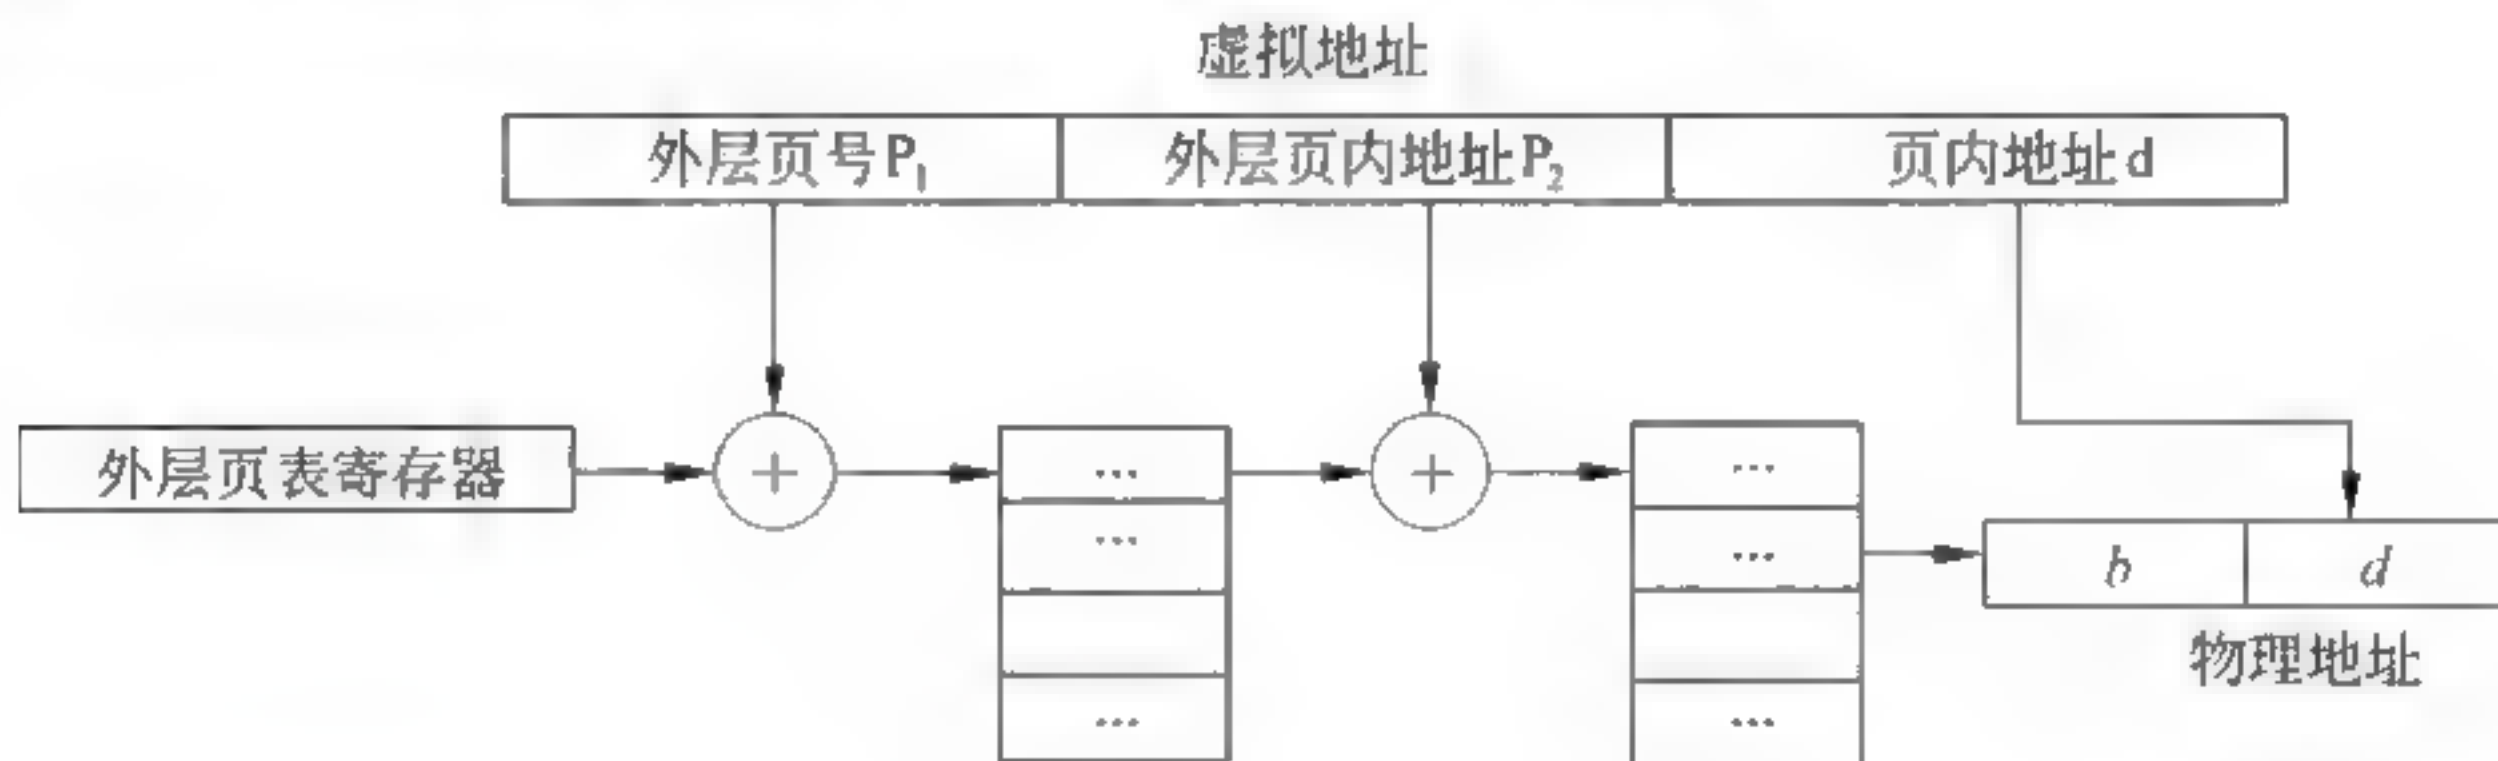 虚拟地址
外层页号P₁ 外层页内地址P₂ 页内地址d
外层页表寄存器 + ... + ...
... ...
b d
物理地址
... ...